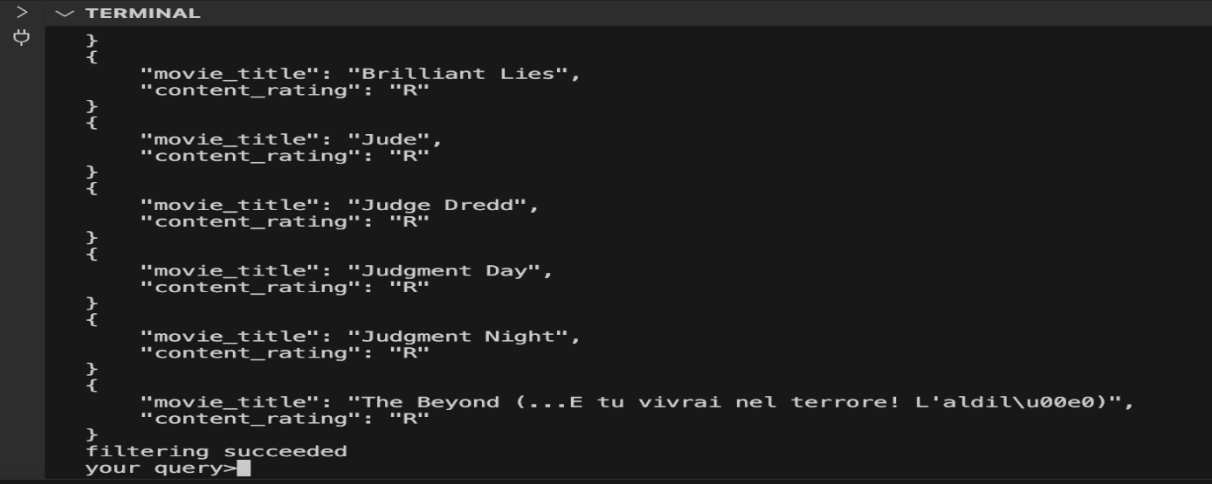 TERMINAL
}
{
"movie_title": "Brilliant Lies",
"content_rating": "R"
}
{
"movie_title": "Jude",
"content_rating": "R"
}
{
"movie_title": "Judge Dredd",
"content_rating": "R"
}
{
"movie_title": "Judgment Day",
"content_rating": "R"
}
{
"movie_title": "Judgment Night",
"content_rating": "R"
}
{
"movie_title": "The Beyond (...E tu vivrai nel terrore! L'aldil\u00e0)",
"content_rating": "R"
}
filtering succeeded
your query>